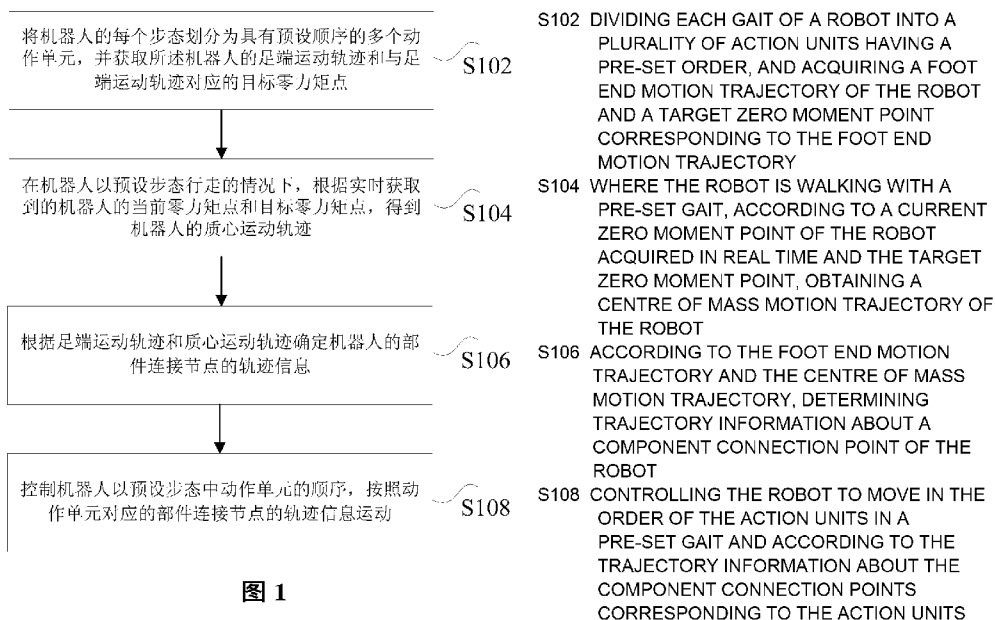 将机器人的每个步态划分为具有预设顺序的多个动
作单元，并获取所述机器人的足端运动轨迹和与足
端运动轨迹对应的目标零力矩点
S102
在机器人以预设步态行走的情况下，根据实时获取
到的机器人的当前零力矩点和目标零力矩点，得到
机器人的质心运动轨迹
S104
根据足端运动轨迹和质心运动轨迹确定机器人的部
件连接节点的轨迹信息
S106
控制机器人以预设步态中动作单元的顺序，按照动
作单元对应的部件连接节点的轨迹信息运动
S108
图 1
S102 DIVIDING EACH GAIT OF A ROBOT INTO A
PLURALITY OF ACTION UNITS HAVING A
PRE-SET ORDER, AND ACQUIRING A FOOT
END MOTION TRAJECTORY OF THE ROBOT
AND A TARGET ZERO MOMENT POINT
CORRESPONDING TO THE FOOT END
MOTION TRAJECTORY
S104 WHERE THE ROBOT IS WALKING WITH A
PRE-SET GAIT, ACCORDING TO A CURRENT
ZERO MOMENT POINT OF THE ROBOT
ACQUIRED IN REAL TIME AND THE TARGET
ZERO MOMENT POINT, OBTAINING A
CENTRE OF MASS MOTION TRAJECTORY OF
THE ROBOT
S106 ACCORDING TO THE FOOT END MOTION
TRAJECTORY AND THE CENTRE OF MASS
MOTION TRAJECTORY, DETERMINING
TRAJECTORY INFORMATION ABOUT A
COMPONENT CONNECTION POINT OF THE
ROBOT
S108 CONTROLLING THE ROBOT TO MOVE IN THE
ORDER OF THE ACTION UNITS IN A
PRE-SET GAIT AND ACCORDING TO THE
TRAJECTORY INFORMATION ABOUT THE
COMPONENT CONNECTION POINTS
CORRESPONDING TO THE ACTION UNITS